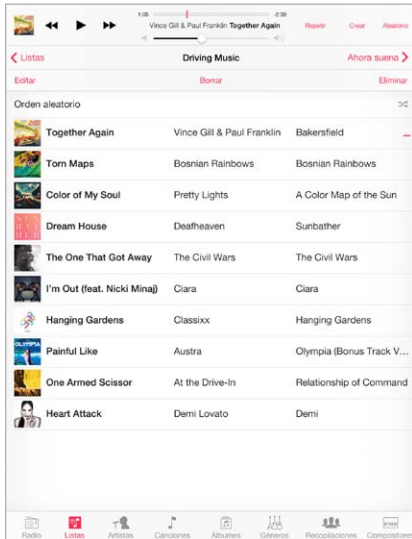 1:05 -2:39
Vince Gill & Paul Franklin Together Again
Repetir Crear Aleatorio
Listas Driving Music Ahora suena
Editar Borrar Eliminar
Orden aleatorio
Together Again Vince Gill & Paul Franklin Bakersfield
Torn Maps Bosnian Rainbows Bosnian Rainbows
Color of My Soul Pretty Lights A Color Map of the Sun
SUN BATHER Dream House Deafheaven Sunbather
The One That Got Away The Civil Wars The Civil Wars
I'm Out (feat. Nicki Minaj) Ciara Ciara
Hanging Gardens Classixx Hanging Gardens
OLYMPIA Painful Like Austra Olympia (Bonus Track V...
One Armed Scissor At the Drive-In Relationship of Command
Heart Attack Demi Lovato Demi
Radio Listas Artistas Canciones Álbumes Géneros Recopilaciones Compositores